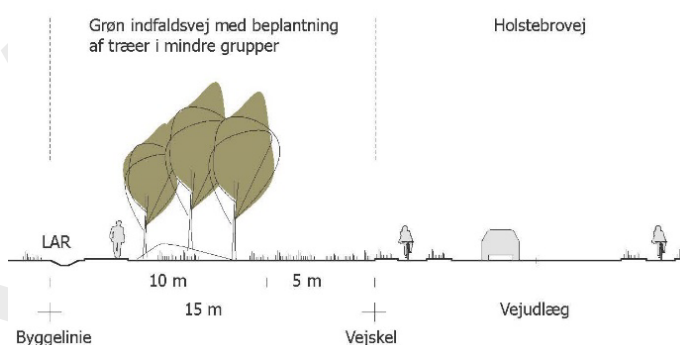 Grøn indfaldsvej med beplantning
af træer i mindre grupper
Holstebrovej
LAR
10 m
5 m
15 m
Vejudlæg
Byggelinie
Vejskel